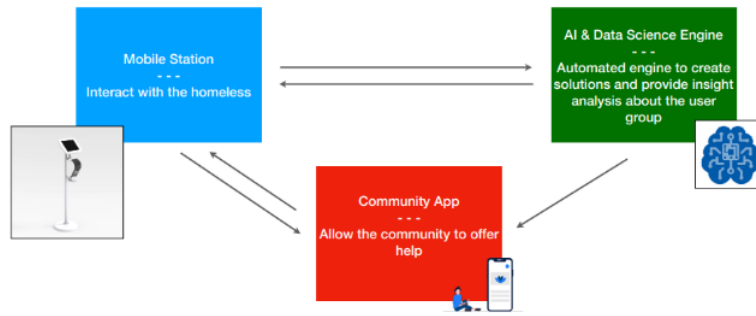 Mobile Station
- - -
Interact with the homeless
AI & Data Science Engine
- - -
Automated engine to create
solutions and provide insight
analysis about the user
group
Community App
- - -
Allow the community to offer
help